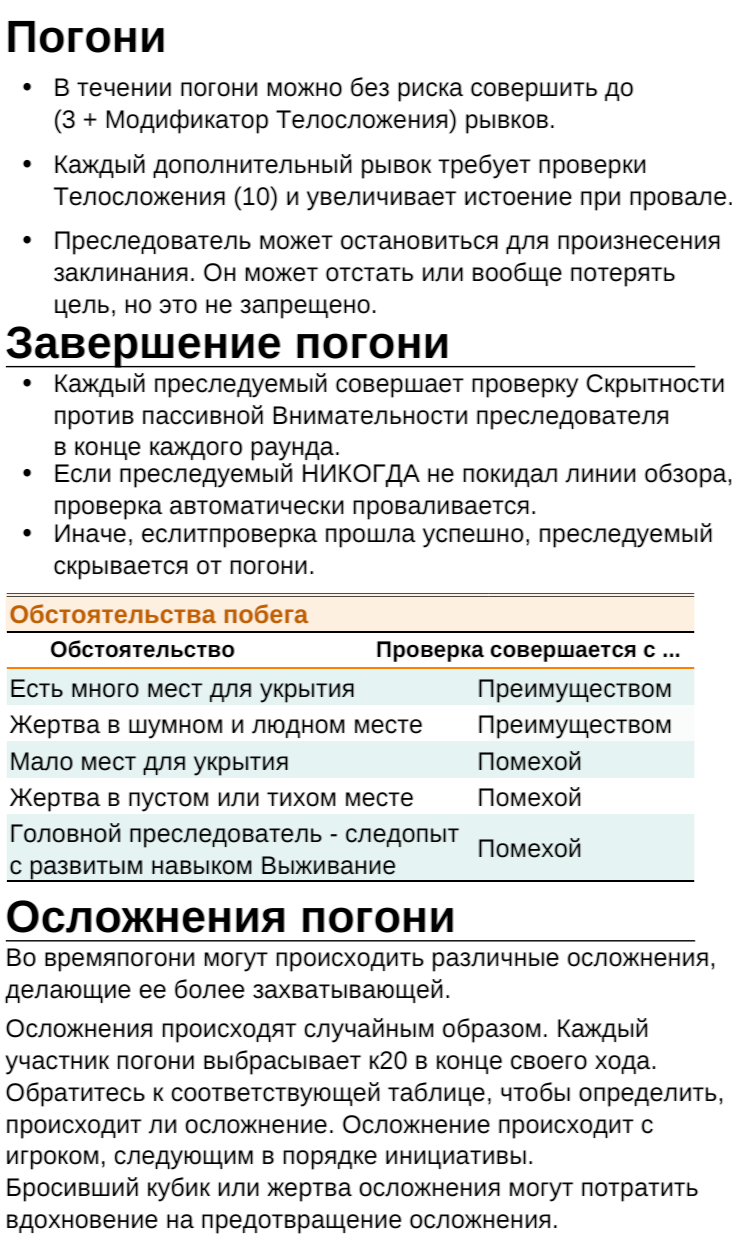 Погони
• В течении погони можно без риска совершить до
(3 + Модификатор Телосложения) рывков.
• Каждый дополнительный рывок требует проверки
Телосложения (10) и увеличивает истоение при провале.
• Преследователь может остановиться для произнесения
заклинания. Он может отстать или вообще потерять
цель, но это не запрещено.
Завершение погони
• Каждый преследуемый совершает проверку Скрытности
против пассивной Внимательности преследователя
в конце каждого раунда.
• Если преследуемый НИКОГДА не покидал линии обзора,
проверка автоматически проваливается.
• Иначе, еслитпроверка прошла успешно, преследуемый
скрывается от погони.
Обстоятельства побега
Обстоятельство Проверка совершается с ...
Есть много мест для укрытия Преимуществом
Жертва в шумном и людном месте Преимуществом
Мало мест для укрытия Помехой
Жертва в пустом или тихом месте Помехой
Головной преследователь - следопыт
с развитым навыком Выживание Помехой
Осложнения погони
Во времяпогони могут происходить различные осложнения,
делающие ее более захватывающей.
Осложнения происходят случайным образом. Каждый
участник погони выбрасывает к20 в конце своего хода.
Обратитесь к соответствующей таблице, чтобы определить,
происходит ли осложнение. Осложнение происходит с
игроком, следующим в порядке инициативы.
Бросивший кубик или жертва осложнения могут потратить
вдохновение на предотвращение осложнения.